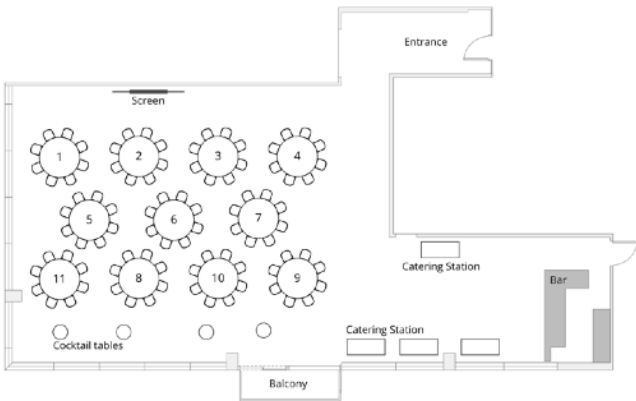 Entrance
Screen
1
2
3
4
5
6
7
Catering Station
11
8
10
9
Bar
Catering Station
Cocktail tables
Balcony